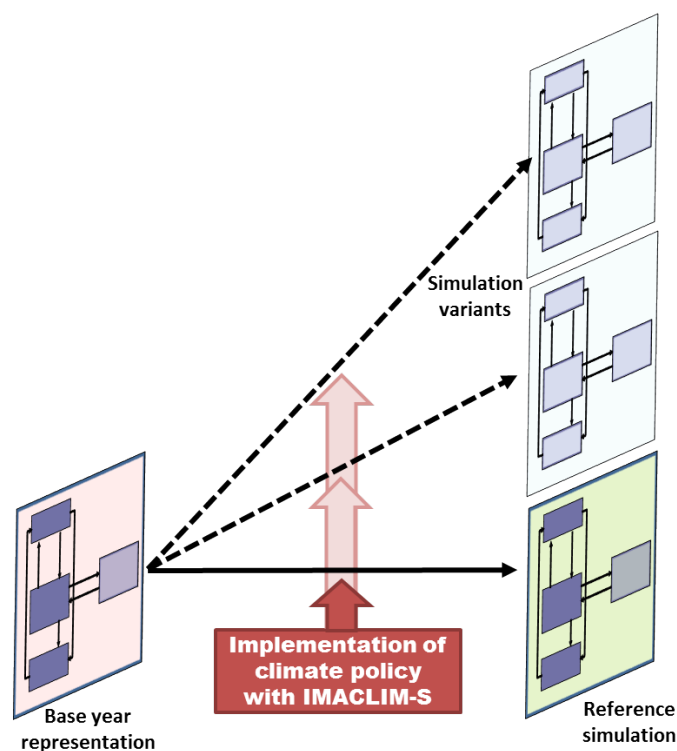 Simulation
variants
Implementation of
climate policy
with IMACLIM-S
Base year
representation
Reference
simulation